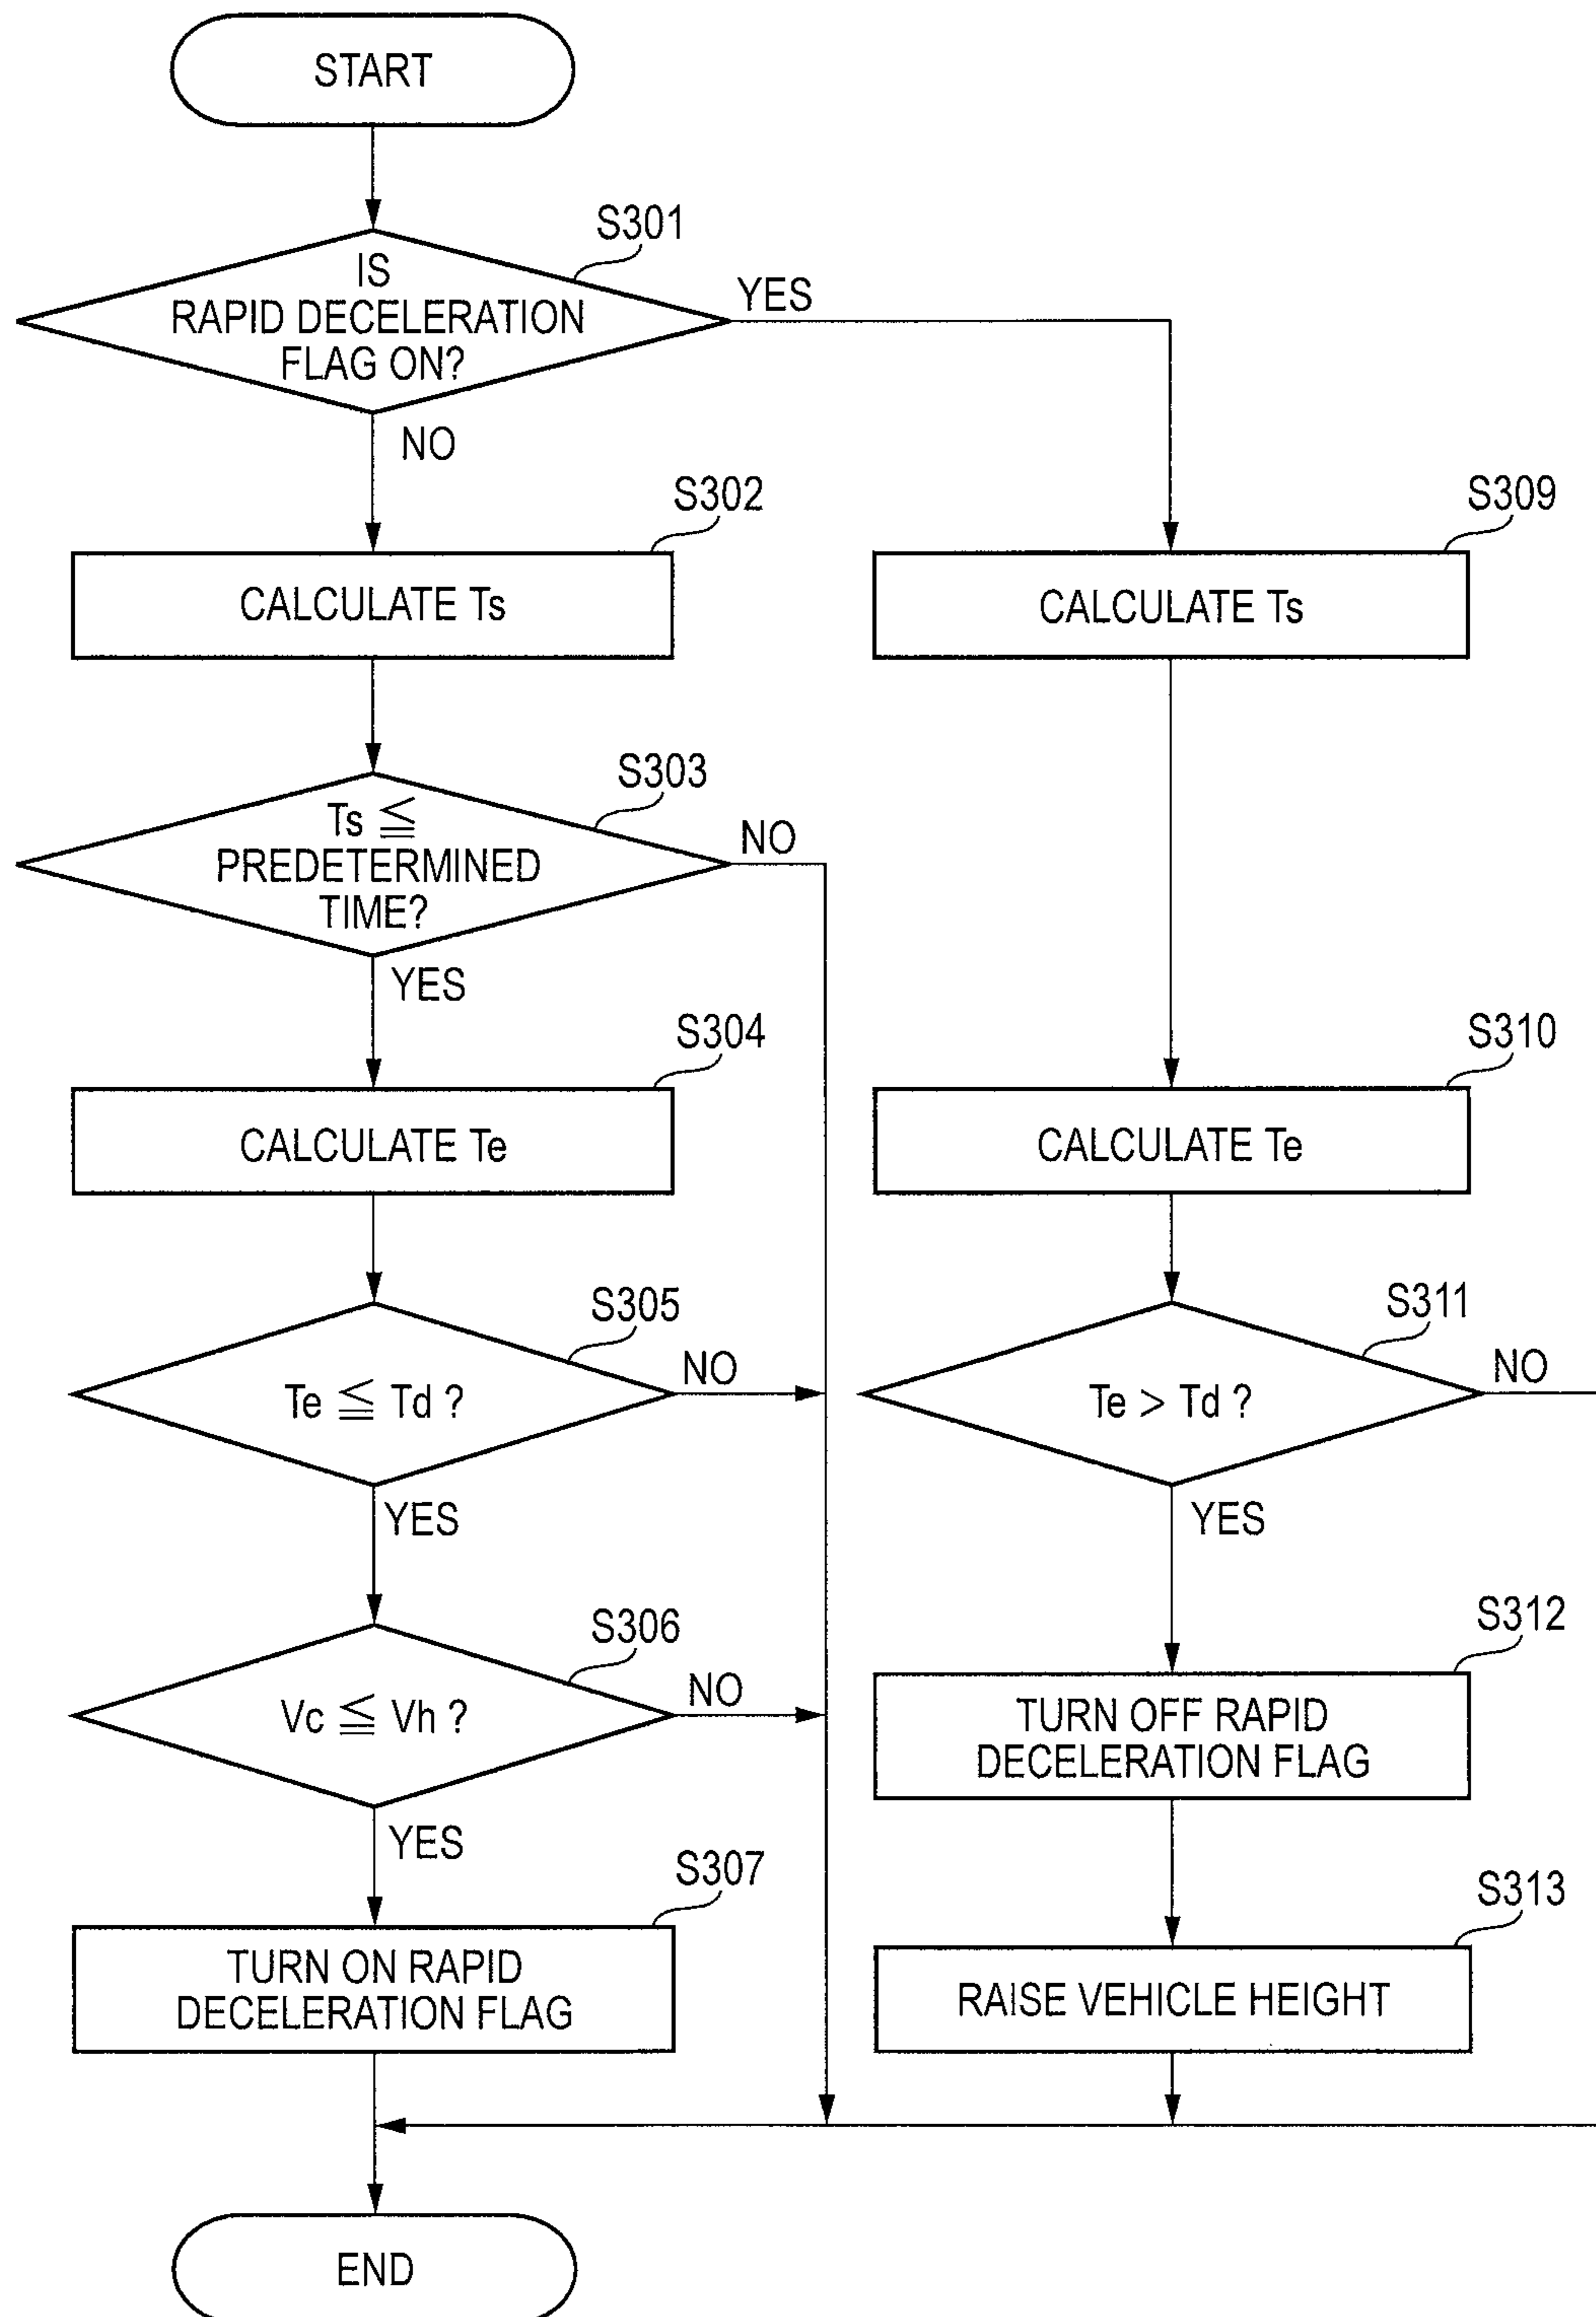 START
S301
IS
RAPID DECELERATION
FLAG ON?
YES
NO
S302
CALCULATE Ts
S309
CALCULATE Ts
S303
Ts ≦
PREDETERMINED
TIME?
NO
YES
S304
CALCULATE Te
S310
CALCULATE Te
S305
Te ≦ Td ?
NO
YES
S311
Te > Td ?
NO
YES
S306
Vc ≦ Vh ?
NO
YES
S312
TURN OFF RAPID
DECELERATION FLAG
S307
TURN ON RAPID
DECELERATION FLAG
S313
RAISE VEHICLE HEIGHT
END